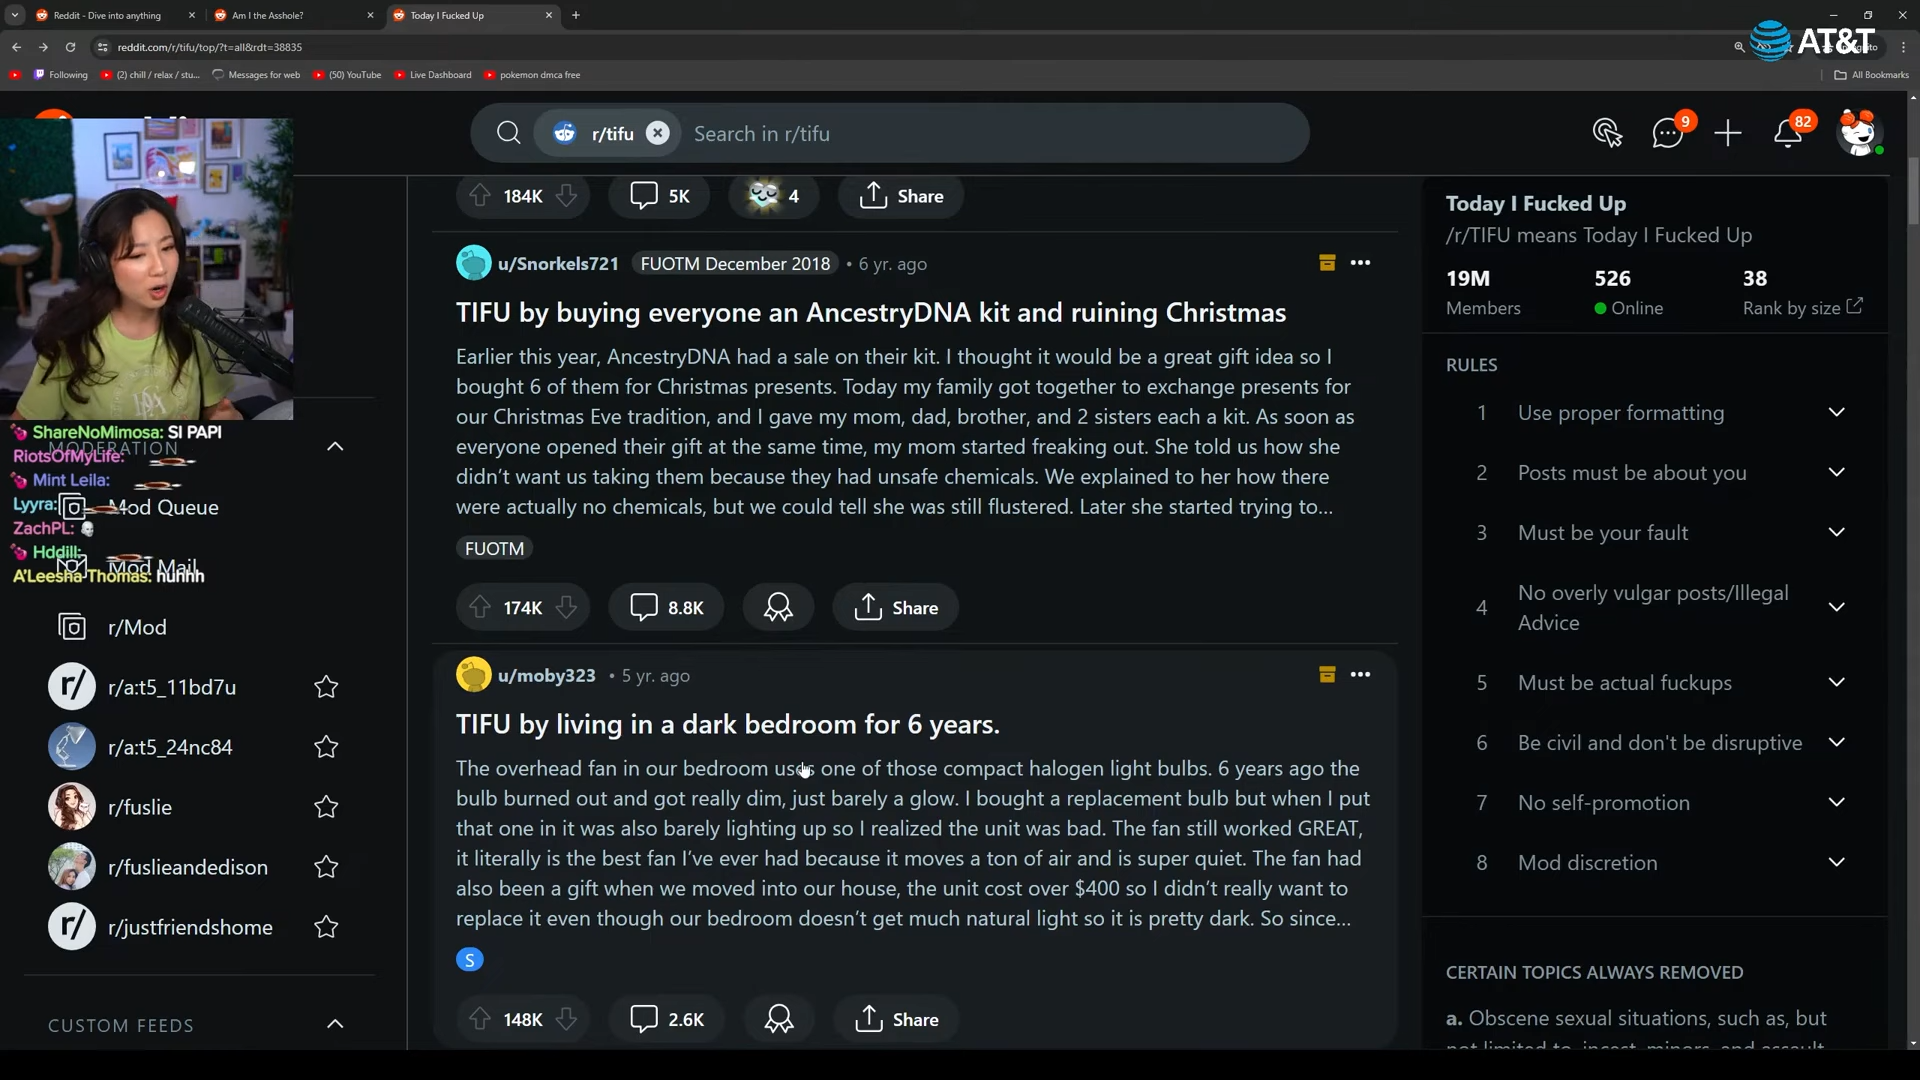 Reddit - Dive into anything
Am I the Asshole?
Today I Fucked Up
reddit.com/r/tifu/top/?t=all&rdt=38835
AT&T
Following
(2) chill / relax / stu...
Messages for web
(50) YouTube
Live Dashboard
pokemon dmca free
All Bookmarks
r/tifu
Search in r/tifu
9
82
184K
5K
4
Share
u/Snorkels721
FUOTM December 2018
• 6 yr. ago
TIFU by buying everyone an AncestryDNA kit and ruining Christmas
Earlier this year, AncestryDNA had a sale on their kit. I thought it would be a great gift idea so I
bought 6 of them for Christmas presents. Today my family got together to exchange presents for
our Christmas Eve tradition, and I gave my mom, dad, brother, and 2 sisters each a kit. As soon as
everyone opened their gift at the same time, my mom started freaking out. She told us how she
didn't want us taking them because they had unsafe chemicals. We explained to her how there
were actually no chemicals, but we could tell she was still flustered. Later she started trying to...
FUOTM
174K
8.8K
Share
u/moby323 • 5 yr. ago
TIFU by living in a dark bedroom for 6 years.
The overhead fan in our bedroom uses one of those compact halogen light bulbs. 6 years ago the
bulb burned out and got really dim, just barely a glow. I bought a replacement bulb but when I put
that one in it was also barely lighting up so I realized the unit was bad. The fan still worked GREAT,
it literally is the best fan I've ever had because it moves a ton of air and is super quiet. The fan had
also been a gift when we moved into our house, the unit cost over $400 so I didn't really want to
replace it even though our bedroom doesn't get much natural light so it is pretty dark. So since...
S
148K
2.6K
Share
ShareNoMimosa: SI PAPI
MODERATION
RiotsOfMyLife:
Mint Leila:
Lyyra:
Mod Queue
ZachPL:
Hddill:
Mod Mail
A'Leesha Thomas: huhhh
r/Mod
r/a:t5_11bd7u
r/a:t5_24nc84
r/fuslie
r/fuslieandedison
r/justfriendshome
CUSTOM FEEDS
Today I Fucked Up
/r/TIFU means Today I Fucked Up
19M
526
38
Members
Online
Rank by size
RULES
1 Use proper formatting
2 Posts must be about you
3 Must be your fault
4 No overly vulgar posts/Illegal
Advice
5 Must be actual fuckups
6 Be civil and don't be disruptive
7 No self-promotion
8 Mod discretion
CERTAIN TOPICS ALWAYS REMOVED
a. Obscene sexual situations, such as, but
not limited to, incest, minors, and assault